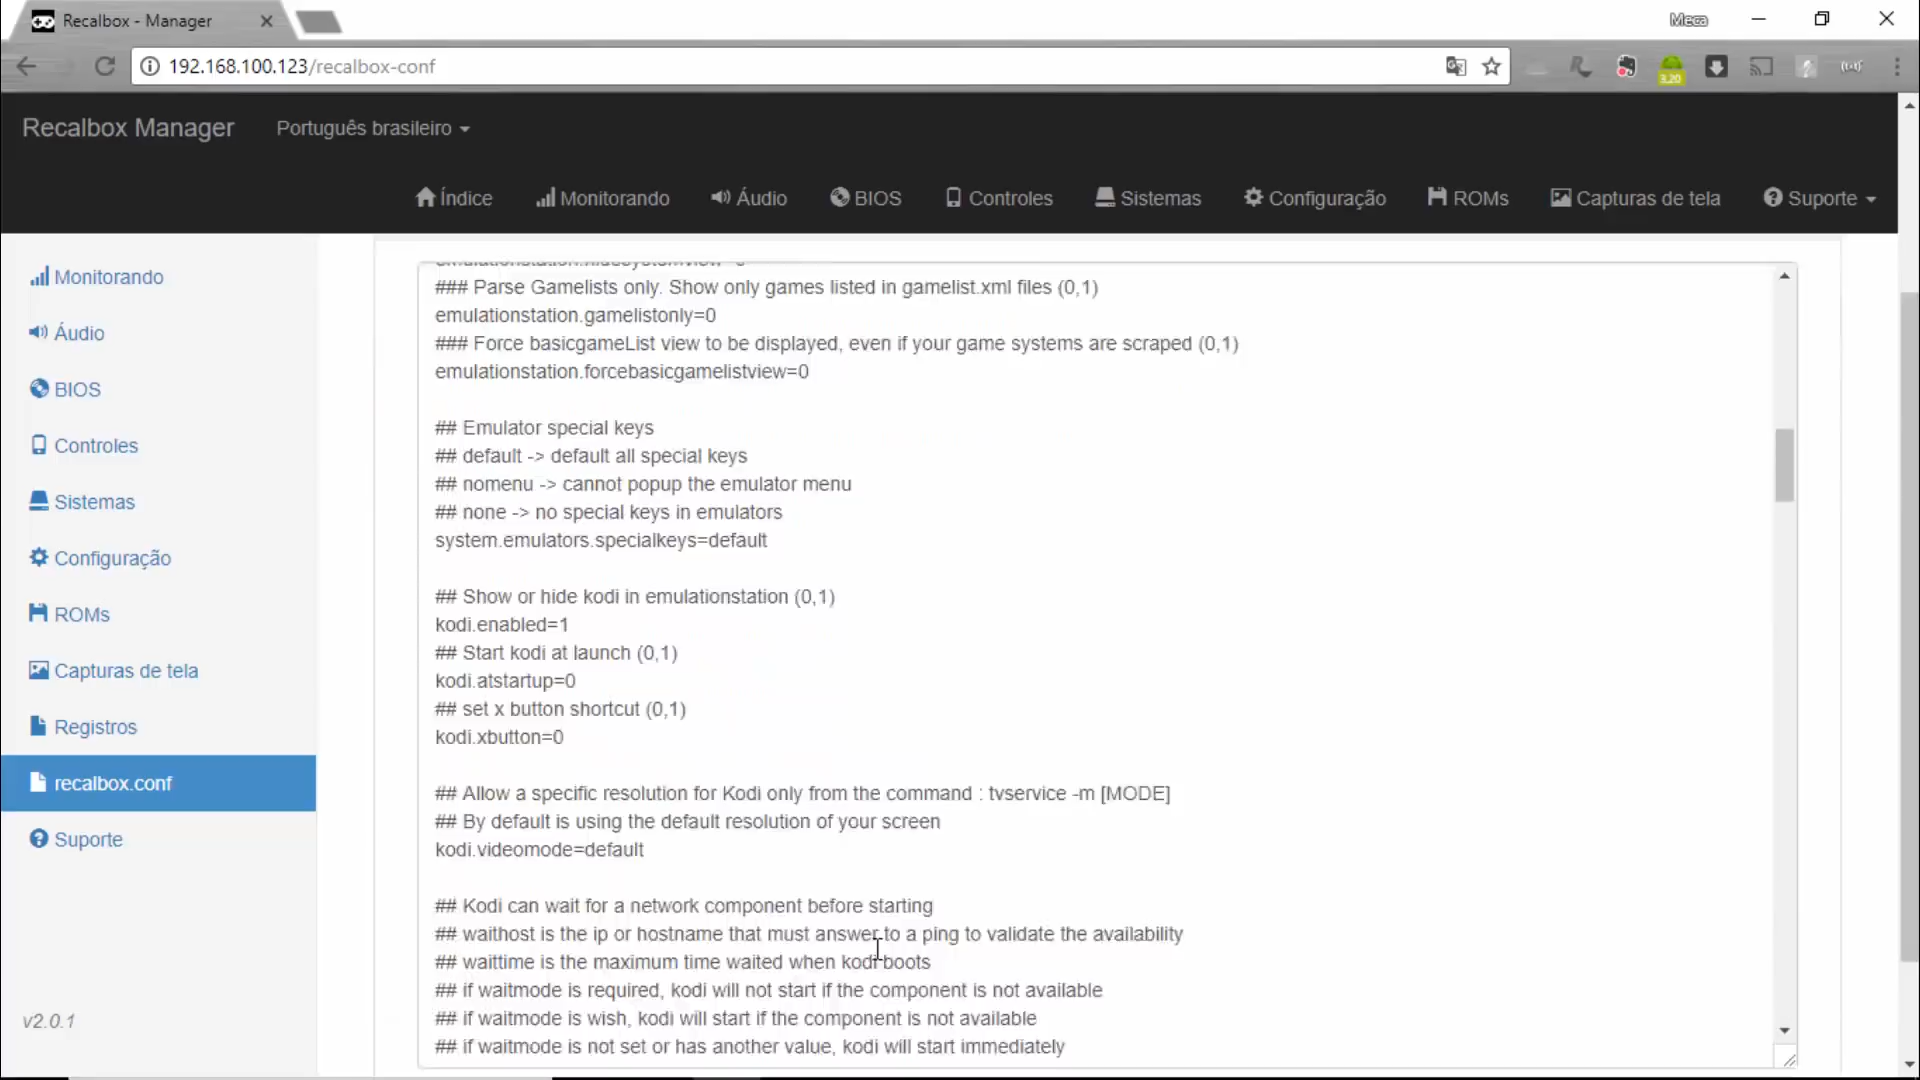 Recalbox - Manager
Meca
192.168.100.123/recalbox-conf
3.20
Recalbox Manager
Português brasileiro
Índice
Monitorando
Áudio
BIOS
Controles
Sistemas
Configuração
ROMs
Capturas de tela
Suporte
Monitorando
Áudio
BIOS
Controles
Sistemas
Configuração
ROMs
Capturas de tela
Registros
recalbox.conf
Suporte
v2.0.1
### Parse Gamelists only. Show only games listed in gamelist.xml files (0,1)
emulationstation.gamelistonly=0
### Force basicgameList view to be displayed, even if your game systems are scraped (0,1)
emulationstation.forcebasicgamelistview=0
## Emulator special keys
## default -> default all special keys
## nomenu -> cannot popup the emulator menu
## none -> no special keys in emulators
system.emulators.specialkeys=default
## Show or hide kodi in emulationstation (0,1)
kodi.enabled=1
## Start kodi at launch (0,1)
kodi.atstartup=0
## set x button shortcut (0,1)
kodi.xbutton=0
## Allow a specific resolution for Kodi only from the command : tvservice -m [MODE]
## By default is using the default resolution of your screen
kodi.videomode=default
## Kodi can wait for a network component before starting
## waithost is the ip or hostname that must answer to a ping to validate the availability
## waittime is the maximum time waited when kodi boots
## if waitmode is required, kodi will not start if the component is not available
## if waitmode is wish, kodi will start if the component is not available
## if waitmode is not set or has another value, kodi will start immediately